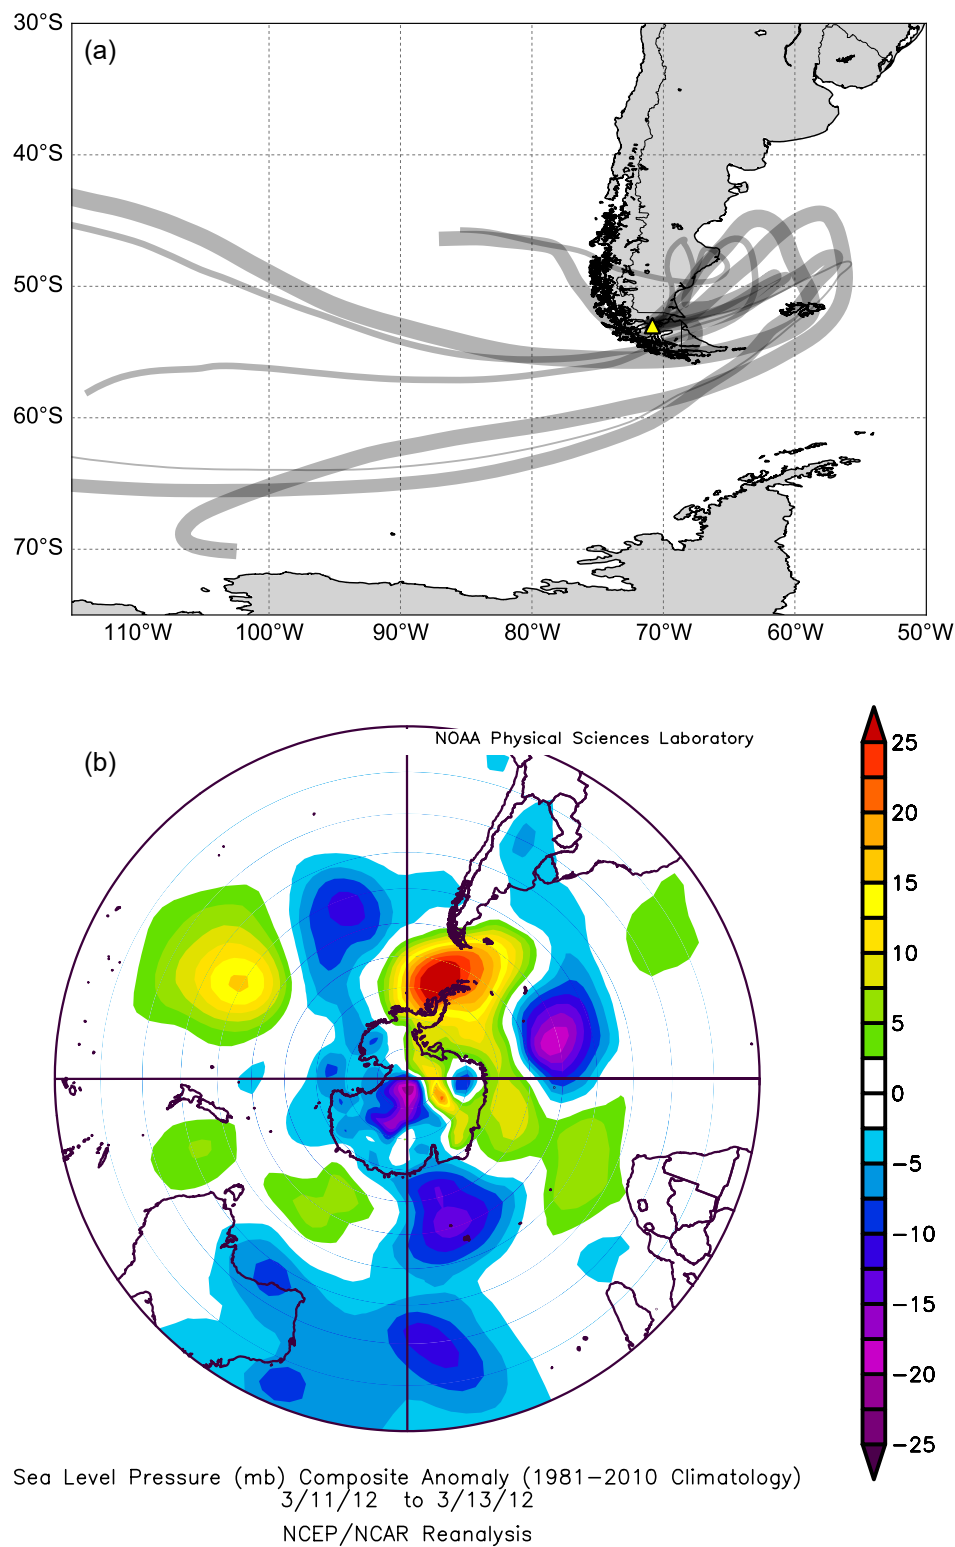 30°S
(a)
40°S
50°S
60°S
70°S
110°W 100°W 90°W 80°W 70°W 60°W 50°W
NOAA Physical Sciences Laboratory
(b)
25
20
15
10
5
0
−5
−10
−15
−20
−25
Sea Level Pressure (mb) Composite Anomaly (1981−2010 Climatology)
3/11/12 to 3/13/12
NCEP/NCAR Reanalysis